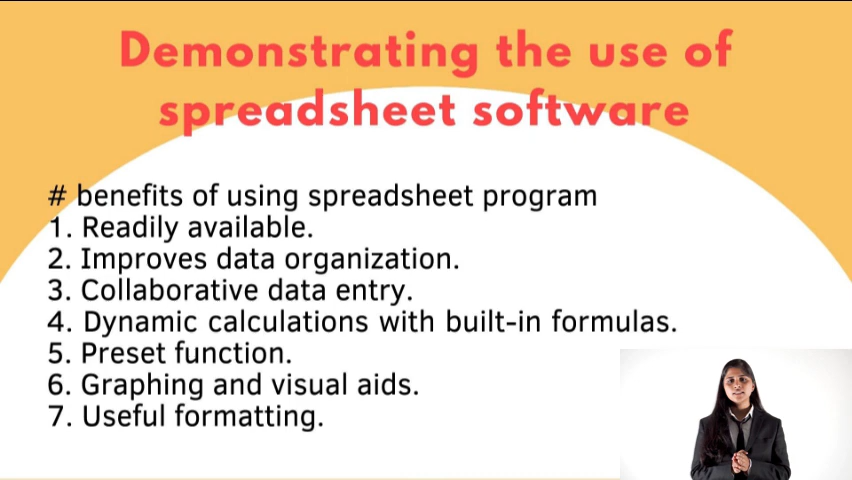 Demonstrating the use of
spreadsheet software
# benefits of using spreadsheet program
1. Readily available.
2. Improves data organization.
3. Collaborative data entry.
4. Dynamic calculations with built-in formulas.
5. Preset function.
6. Graphing and visual aids.
7. Useful formatting.